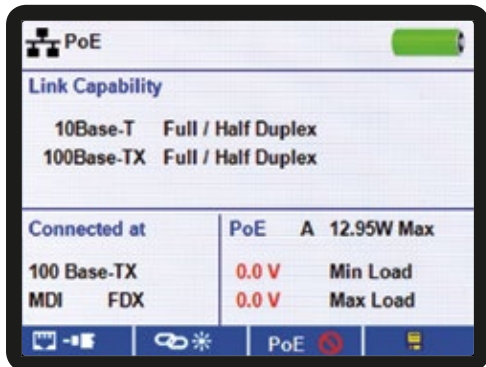 PoE
Link Capability
10Base-T Full / Half Duplex
100Base-TX Full / Half Duplex
Connected at
100 Base-TX
MDI FDX
PoE A 12.95W Max
0.0 V Min Load
0.0 V Max Load
PoE